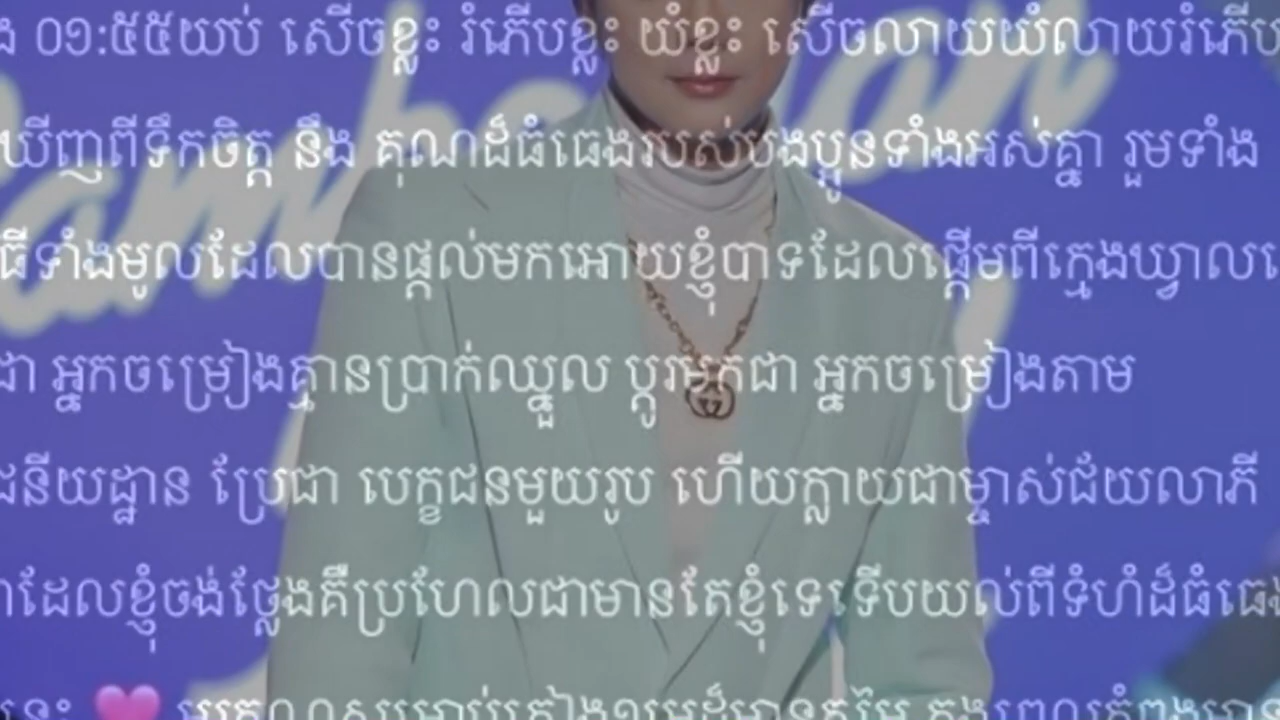 ង ០១:៥៥យប់ សើចខ្លះ រំភើបខ្លះ យំខ្លះ សើចលាយយំលាយរំភើប
ឃើញពីទឹកចិត្ត នឹង គុណដ៏ធំធេងរបស់បងប្អូនទាំងអស់គ្នា រួមទាំង
ធីទាំងមូលដែលបានផ្តល់មកអោយខ្ញុំបាទដែលផ្តើមពីក្មេងឃ្វាល
ជា អ្នកចម្រៀងគ្មានប្រាក់ឈ្នួល ប្តូរមកជា អ្នកចម្រៀងតាម
ជនីយដ្ឋាន ប្រែជា បេក្ខជនមួយរូប ហើយក្លាយជាម្ចាស់ជ័យលាភី
ដែលខ្ញុំចង់ថ្លែងគឺប្រហែលជាមានតែខ្ញុំទេទើបយល់ពីទំហំដ៏ធំធេង
នេះ 💗